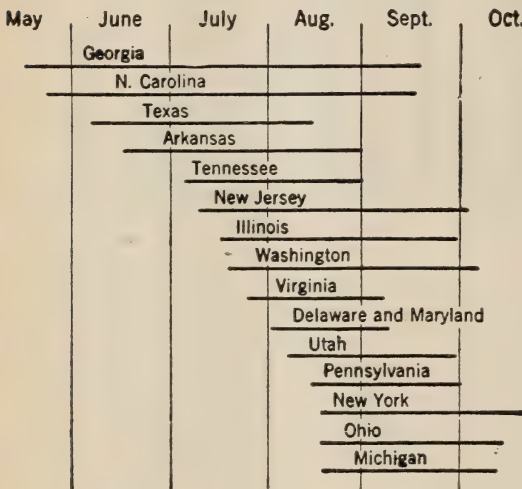 May June July Aug. Sept. Oct.
Georgia
N. Carolina
Texas
Arkansas
Tennessee
New Jersey
Illinois
Washington
Virginia
Delaware and Maryland
Utah
Pennsylvania
New York
Ohio
Michigan